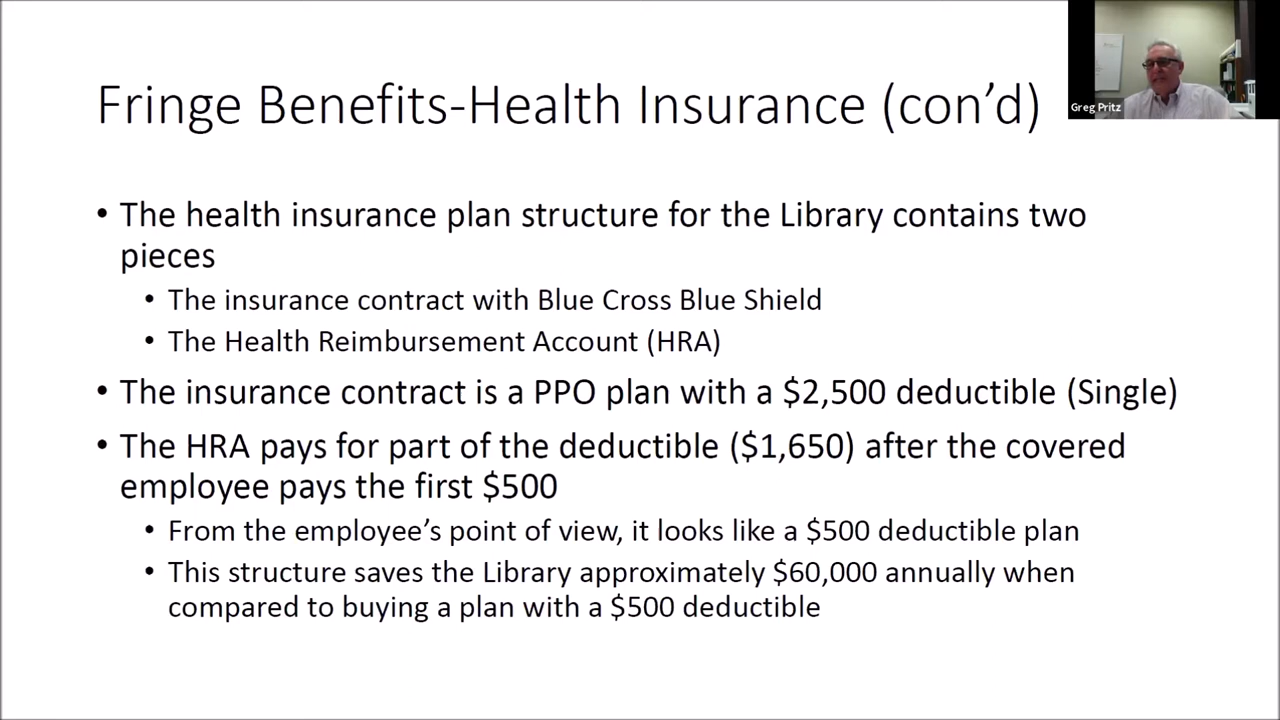 Fringe Benefits-Health Insurance (con’d)
Greg Pritz
• The health insurance plan structure for the Library contains two
pieces
• The insurance contract with Blue Cross Blue Shield
• The Health Reimbursement Account (HRA)
• The insurance contract is a PPO plan with a $2,500 deductible (Single)
• The HRA pays for part of the deductible ($1,650) after the covered
employee pays the first $500
• From the employee’s point of view, it looks like a $500 deductible plan
• This structure saves the Library approximately $60,000 annually when
compared to buying a plan with a $500 deductible